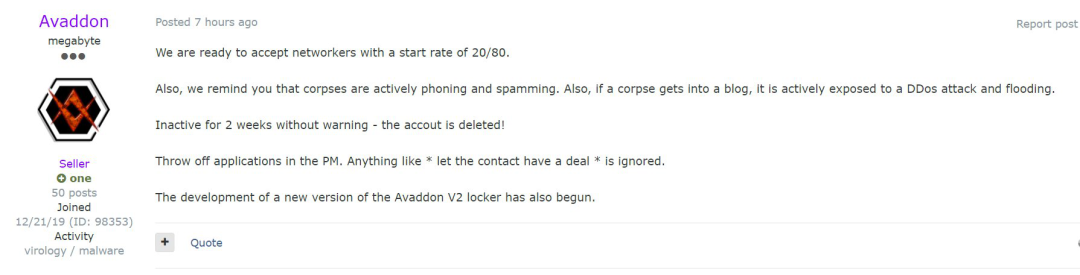 Avaddon
megabyte
Seller
one
50 posts
Joined
12/21/19 (ID: 98353)
Activity
virology / malware
Posted 7 hours ago
Report post
We are ready to accept networkers with a start rate of 20/80.
Also, we remind you that corpses are actively phoning and spamming. Also, if a corpse gets into a blog, it is actively exposed to a DDos attack and flooding.
Inactive for 2 weeks without warning - the accout is deleted!
Throw off applications in the PM. Anything like * let the contact have a deal * is ignored.
The development of a new version of the Avaddon V2 locker has also begun.
+ Quote